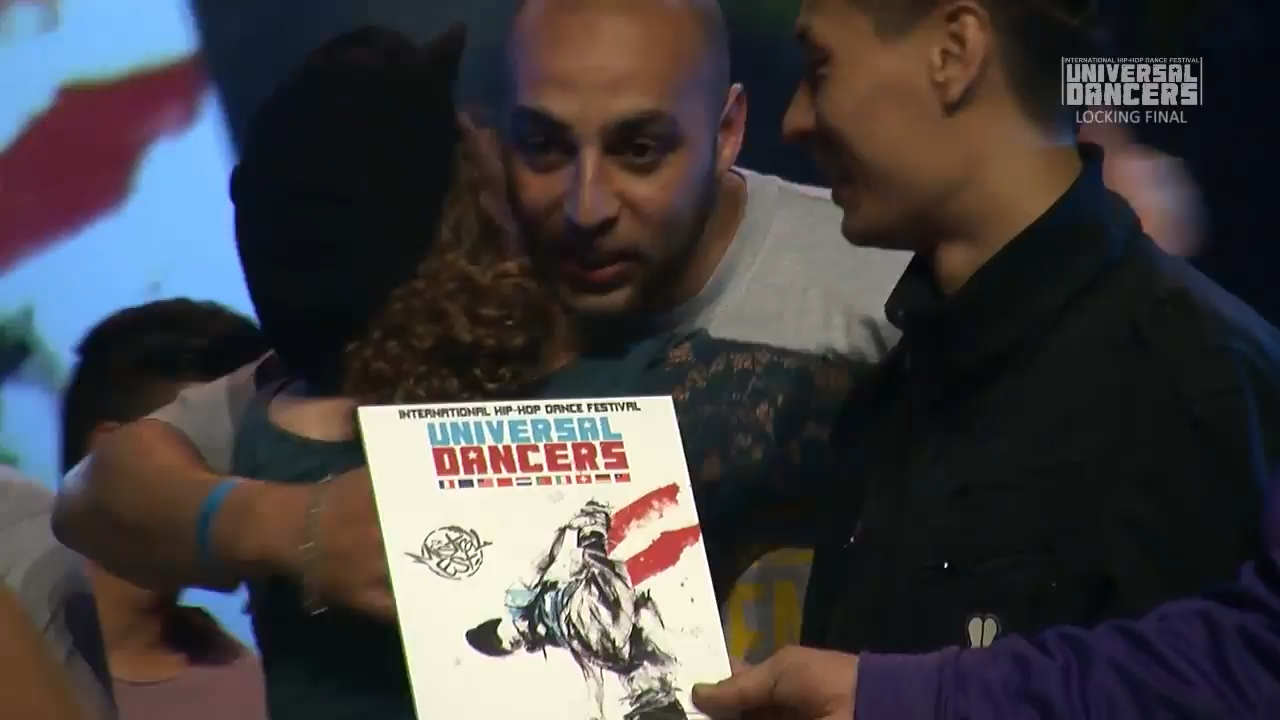 INTERNATIONAL HIP-HOP DANCE FESTIVAL
UNIVERSAL
DANCERS
LOCKING FINAL
INTERNATIONAL HIP-HOP DANCE FESTIVAL
UNIVERSAL
DANCERS